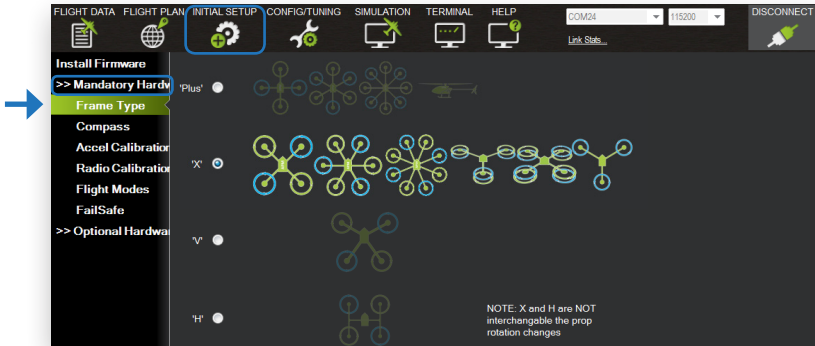 FLIGHT DATA FLIGHT PLAN INITIAL SETUP CONFIG/TUNING SIMULATION TERMINAL HELP
COM24 115200 DISCONNECT
Link Stats...
Install Firmware
>> Mandatory Hardw
Frame Type
Compass
Accel Calibration
Radio Calibration
Flight Modes
FailSafe
>> Optional Hardwa
'Plus'
'X'
'V'
'H'
NOTE: X and H are NOT
interchangable the prop
rotation changes